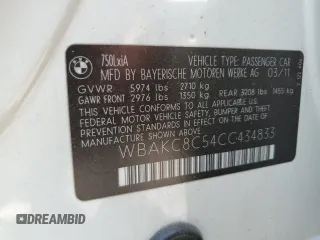 750LxiA VEHICLE TYPE: PASSENGER CAR
MFD BY BAYERISCHE MOTOREN WERKE AG 03/11
GVWR 5974 lbs 2710 kg
GAWR FRONT 2976 lbs 1350 kg REAR 3208 lbs 1455 kg
THIS VEHICLE CONFORMS TO ALL APPLICABLE
FEDERAL MOTOR VEHICLE SAFETY, BUMPER AND THEFT
PREVENTION STANDARDS IN EFFECT ON THE DATE OF
MANUFACTURE SHOWN ABOVE.
WBAKC8C54CC434833
CARANDBID